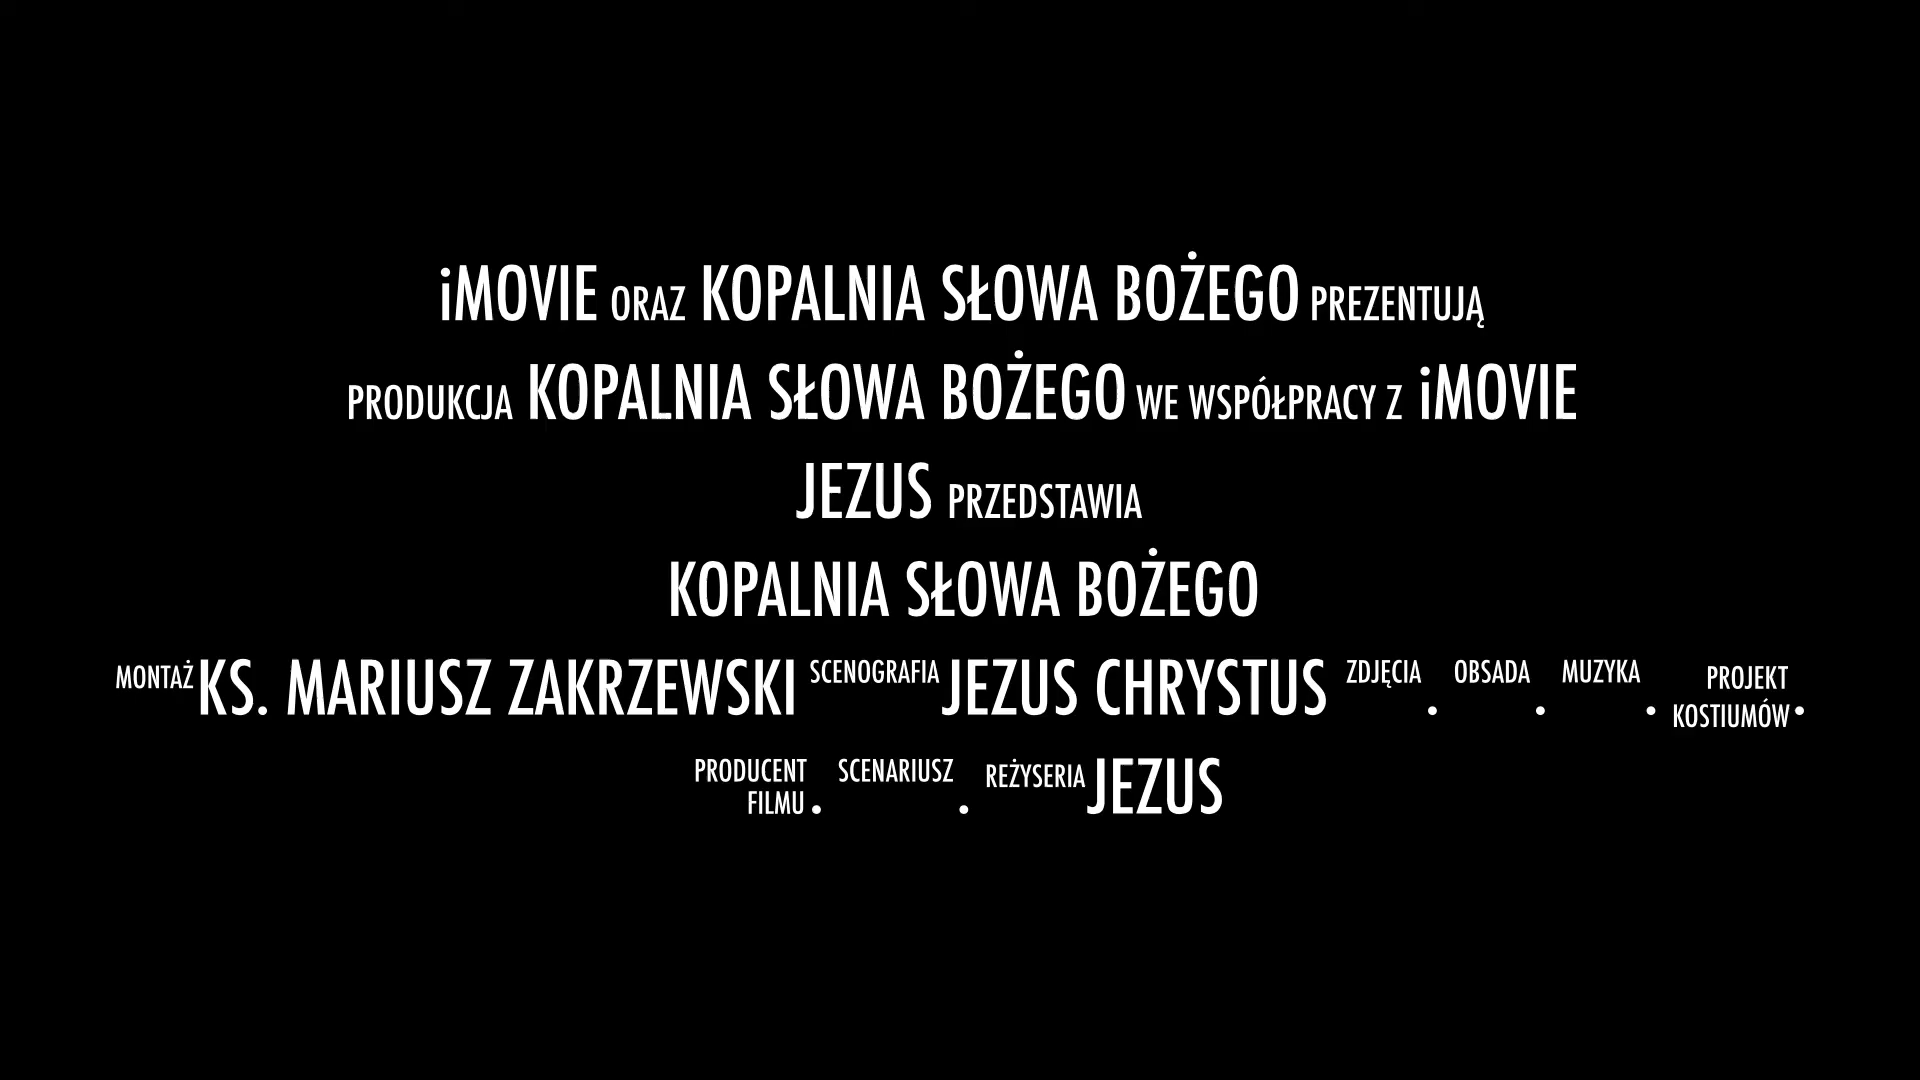 iMOVIE ORAZ KOPALNIA SŁOWA BOŻEGO PREZENTUJĄ
PRODUKCJA KOPALNIA SŁOWA BOŻEGO WE WSPÓŁPRACY Z iMOVIE
JEZUS PRZEDSTAWIA
KOPALNIA SŁOWA BOŻEGO
MONTAŻ KS. MARIUSZ ZAKRZEWSKI SCENOGRAFIA JEZUS CHRYSTUS ZDJĘCIA . OBSADA . MUZYKA . PROJEKT KOSTIUMÓW .
PRODUCENT FILMU . SCENARIUSZ . REŻYSERIA JEZUS